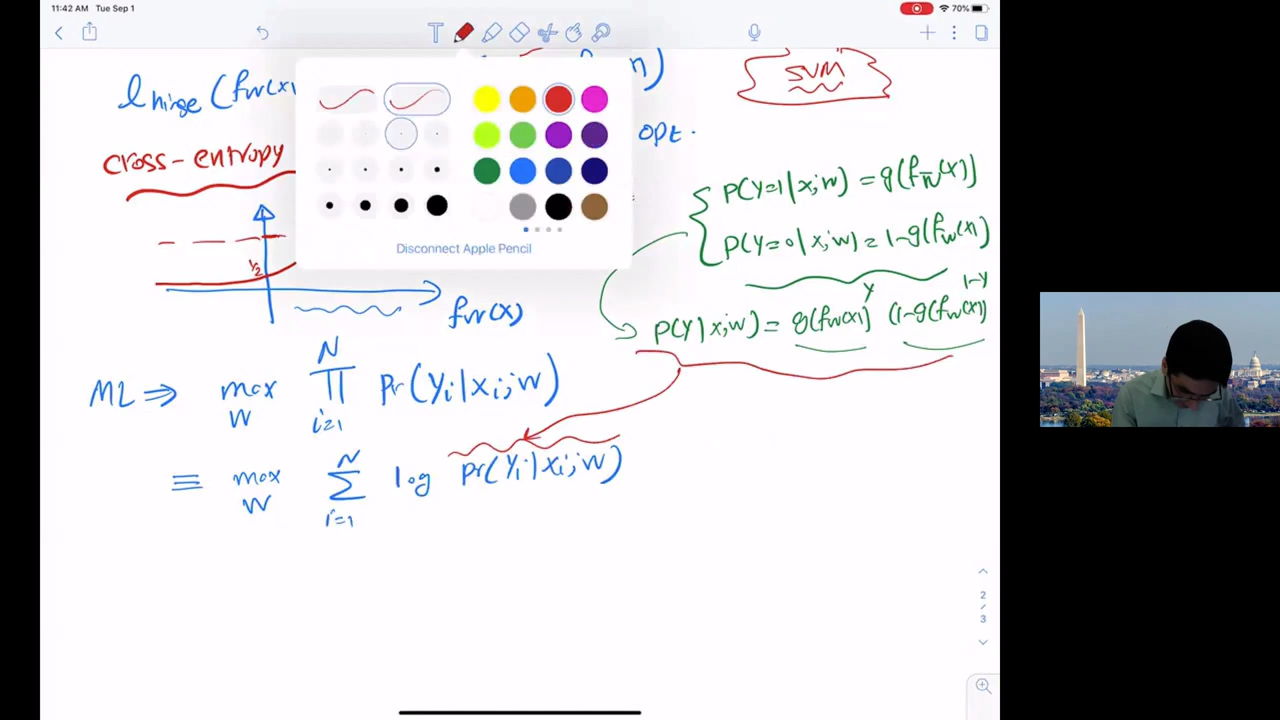 11:42 AM Tue Sep 1
70%
T
l hinge (fw(x)
SVM
opt.
cross-entropy
P(Y=1|x;w) = g(fw(x))
P(Y=0|x;w) = 1-g(fw(x))
Disconnect Apple Pencil
1/2
fw(x)
P(Y|x;w) = g(fw(x))^Y (1-g(fw(x)))^1-Y
ML ⇒ max W N ∏ i=1 Pr(Yi|xi;w)
≡ max W N ∑ i=1 log Pr(Yi|xi;w)
2
/
3